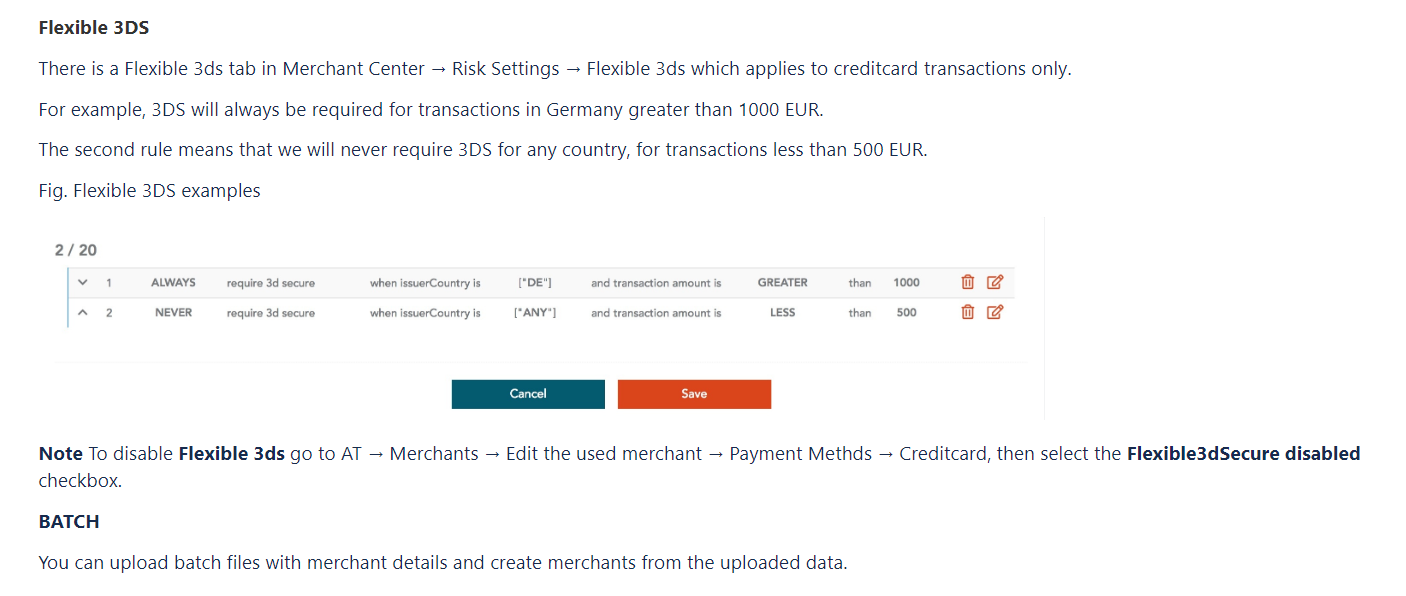 Flexible 3DS
There is a Flexible 3ds tab in Merchant Center → Risk Settings → Flexible 3ds which applies to creditcard transactions only.
For example, 3DS will always be required for transactions in Germany greater than 1000 EUR.
The second rule means that we will never require 3DS for any country, for transactions less than 500 EUR.
Fig. Flexible 3DS examples
2 / 20
1 ALWAYS require 3d secure when issuerCountry is ["DE"] and transaction amount is GREATER than 1000
2 NEVER require 3d secure when issuerCountry is ["ANY"] and transaction amount is LESS than 500
Cancel Save
Note To disable Flexible 3ds go to AT → Merchants → Edit the used merchant → Payment Methds → Creditcard, then select the Flexible3dSecure disabled
checkbox.
BATCH
You can upload batch files with merchant details and create merchants from the uploaded data.